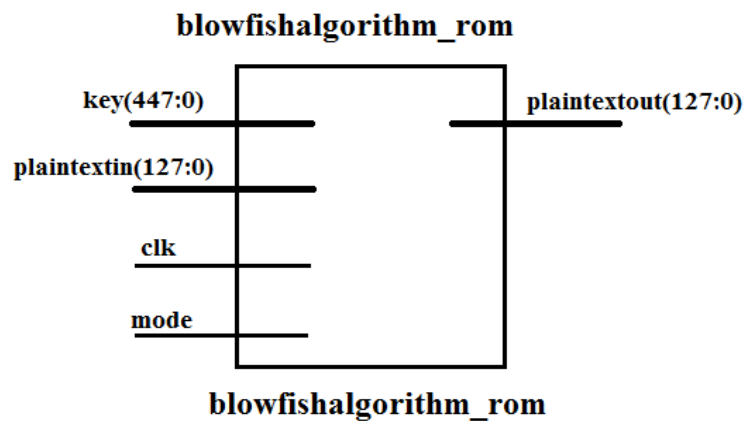 blowfishalgorithm_rom
key(447:0)
plaintextout(127:0)
plaintextin(127:0)
clk
mode
blowfishalgorithm_rom